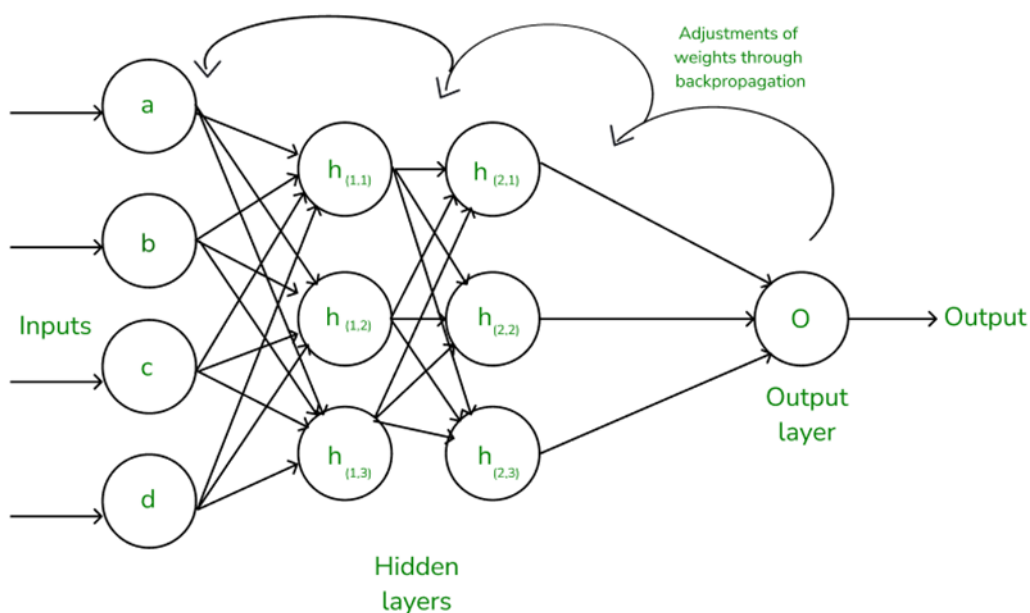 Adjustments of
weights through
backpropagation
a
b
c
d
Inputs
h (1,1)
h (1,2)
h (1,3)
h (2,1)
h (2,2)
h (2,3)
Hidden
layers
O
Output
layer
Output